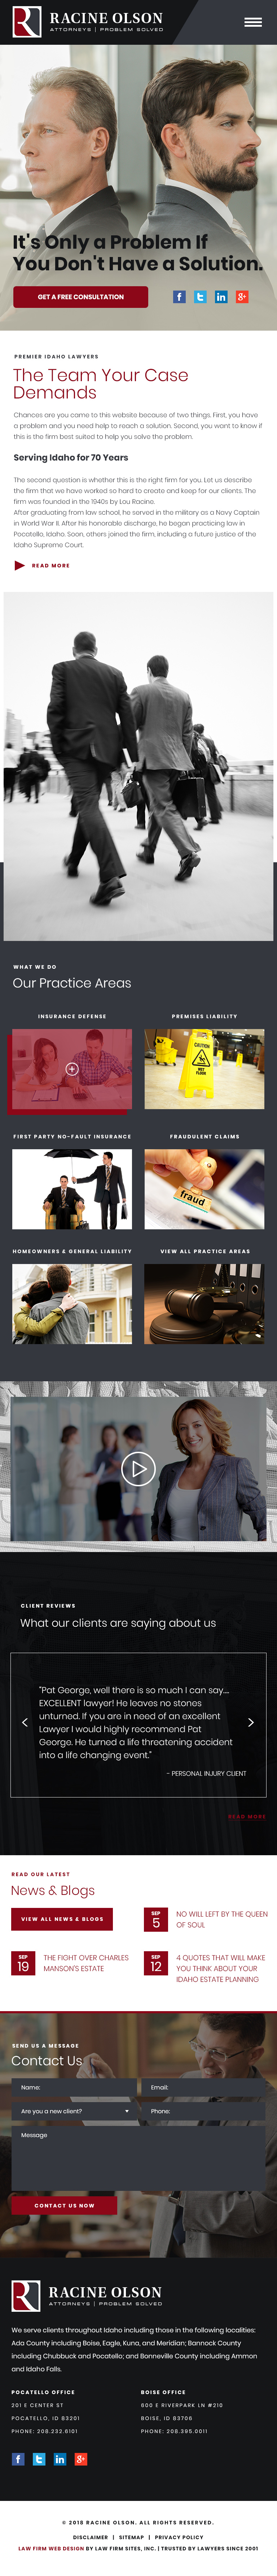 RACINE OLSON
ATTORNEYS | PROBLEM SOLVED
It's Only a Problem If
You Don't Have a Solution.
GET A FREE CONSULTATION
PREMIER IDAHO LAWYERS
The Team Your Case
Demands
Chances are you came to this website because of two things. First, you have
a problem and you need help to reach a solution. Second, you want to know if
this is the firm best suited to help you solve the problem.
Serving Idaho for 70 Years
The second question is whether this is the right firm for you. Let us describe
the firm that we have worked so hard to create and keep for our clients. The
firm was founded in the 1940s by Lou Racine.
After graduating from law school, he served in the military as a Navy Captain
in World War II. After his honorable discharge, he began practicing law in
Pocatello, Idaho. Soon, others joined the firm, including a future justice of the
Idaho Supreme Court.
READ MORE
WHAT WE DO
Our Practice Areas
INSURANCE DEFENSE
PREMISES LIABILITY
CAUTION
WET FLOOR
FIRST PARTY NO-FAULT INSURANCE
FRAUDULENT CLAIMS
fraud
HOMEOWNERS & GENERAL LIABILITY
VIEW ALL PRACTICE AREAS
CLIENT REVIEWS
What our clients are saying about us
"Pat George, well there is so much I can say....
EXCELLENT lawyer! He leaves no stones
unturned. If you are in need of an excellent
Lawyer I would highly recommend Pat
George. He turned a life threatening accident
into a life changing event."
- PERSONAL INJURY CLIENT
READ MORE
READ OUR LATEST
News & Blogs
VIEW ALL NEWS & BLOGS
SEP
5
NO WILL LEFT BY THE QUEEN
OF SOUL
SEP
19
THE FIGHT OVER CHARLES
MANSON'S ESTATE
SEP
12
4 QUOTES THAT WILL MAKE
YOU THINK ABOUT YOUR
IDAHO ESTATE PLANNING
SEND US A MESSAGE
Contact Us
Name:
Email:
Are you a new client?
Phone:
Message
CONTACT US NOW
RACINE OLSON
ATTORNEYS | PROBLEM SOLVED
We serve clients throughout Idaho including those in the following localities:
Ada County including Boise, Eagle, Kuna, and Meridian; Bannock County
including Chubbuck and Pocatello; and Bonneville County including Ammon
and Idaho Falls.
POCATELLO OFFICE
201 E CENTER ST
POCATELLO, ID 83201
PHONE: 208.232.6101
BOISE OFFICE
600 E RIVERPARK LN #210
BOISE, ID 83706
PHONE: 208.395.0011
© 2018 RACINE OLSON. ALL RIGHTS RESERVED.
DISCLAIMER | SITEMAP | PRIVACY POLICY
LAW FIRM WEB DESIGN BY LAW FIRM SITES, INC. | TRUSTED BY LAWYERS SINCE 2001